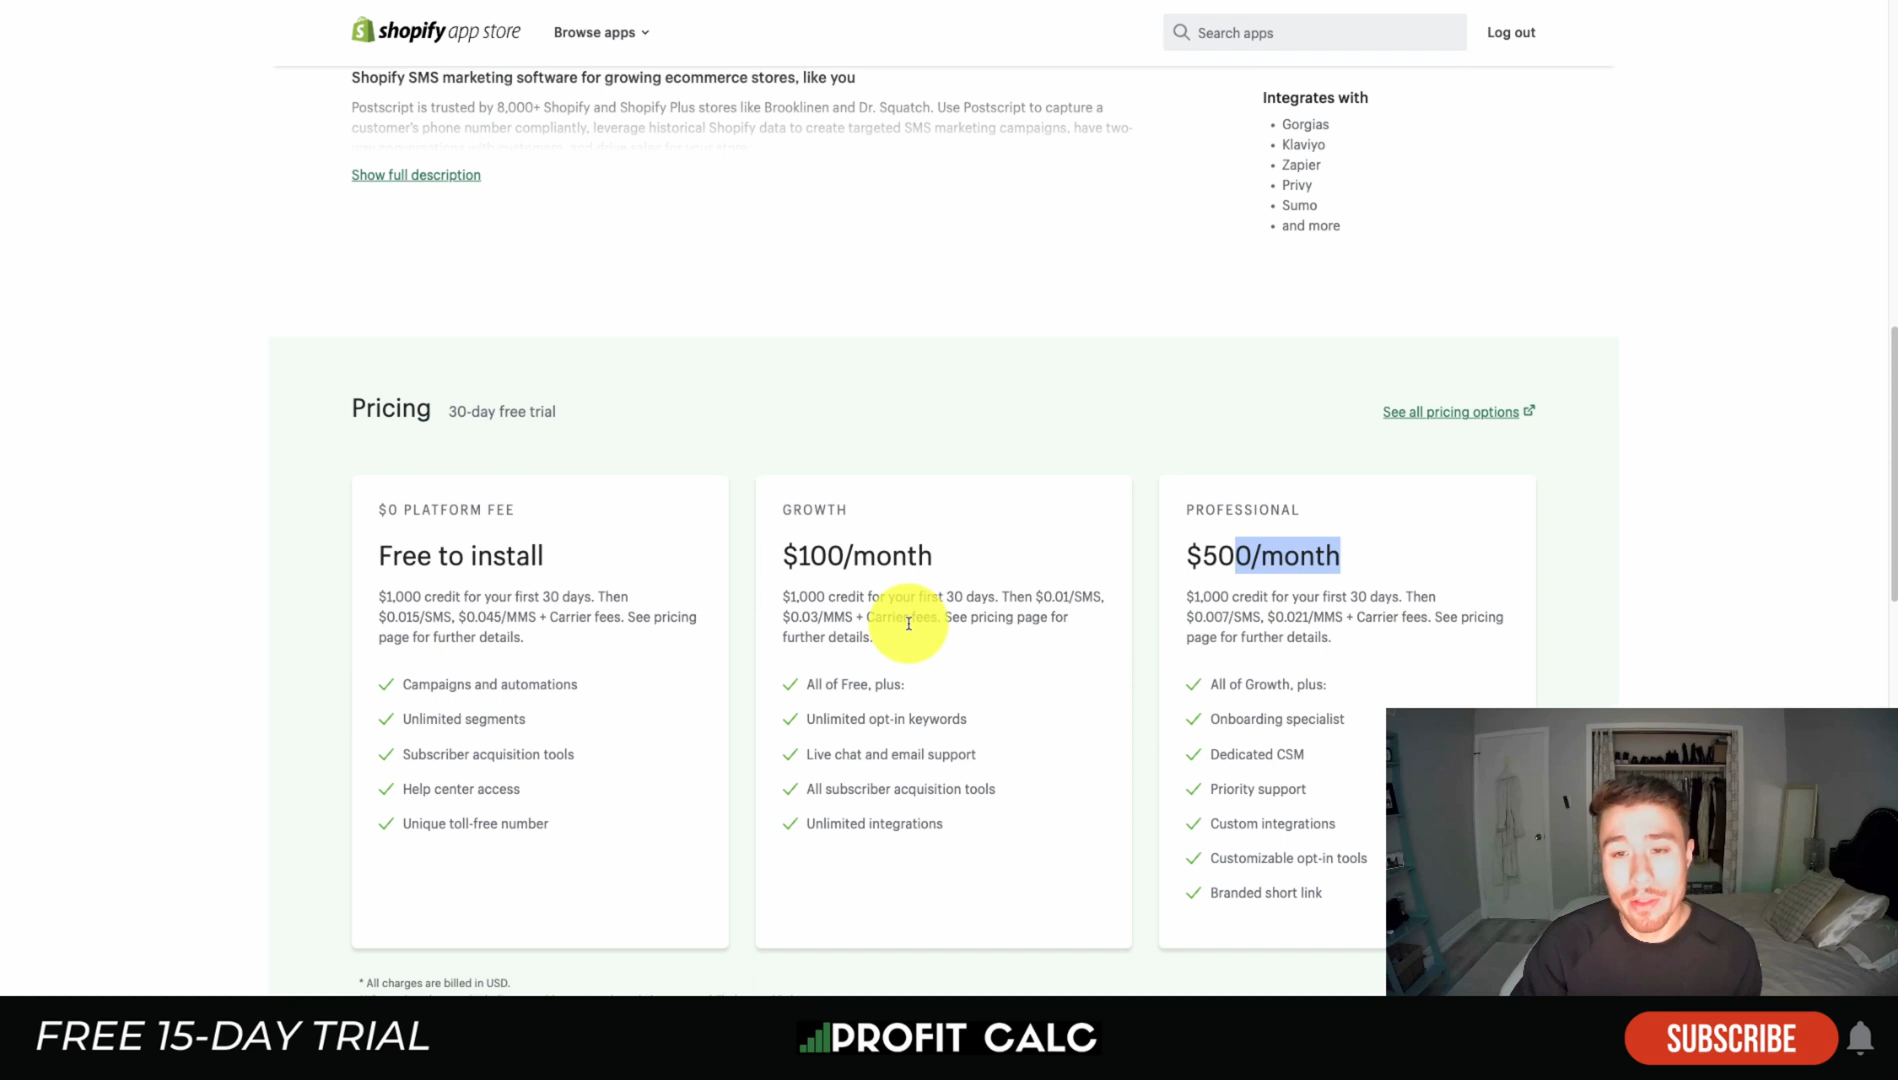 shopify app store
Browse apps
Search apps
Log out
Shopify SMS marketing software for growing ecommerce stores, like you
Postscript is trusted by 8,000+ Shopify and Shopify Plus stores like Brooklinen and Dr. Squatch. Use Postscript to capture a
customer's phone number compliantly, leverage historical Shopify data to create targeted SMS marketing campaigns, have two-
way conversations with customers, and drive sales for your store.
Show full description
Integrates with
• Gorgias
• Klaviyo
• Zapier
• Privy
• Sumo
• and more
Pricing
30-day free trial
See all pricing options
$0 PLATFORM FEE
Free to install
$1,000 credit for your first 30 days. Then
$0.015/SMS, $0.045/MMS + Carrier fees. See pricing
page for further details.
Campaigns and automations
Unlimited segments
Subscriber acquisition tools
Help center access
Unique toll-free number
GROWTH
$100/month
$1,000 credit for your first 30 days. Then $0.01/SMS,
$0.03/MMS + Carrier fees. See pricing page for
further details.
All of Free, plus:
Unlimited opt-in keywords
Live chat and email support
All subscriber acquisition tools
Unlimited integrations
PROFESSIONAL
$500/month
$1,000 credit for your first 30 days. Then
$0.007/SMS, $0.021/MMS + Carrier fees. See pricing
page for further details.
All of Growth, plus:
Onboarding specialist
Dedicated CSM
Priority support
Custom integrations
Customizable opt-in tools
Branded short link
* All charges are billed in USD.
FREE 15-DAY TRIAL
PROFIT CALC
SUBSCRIBE